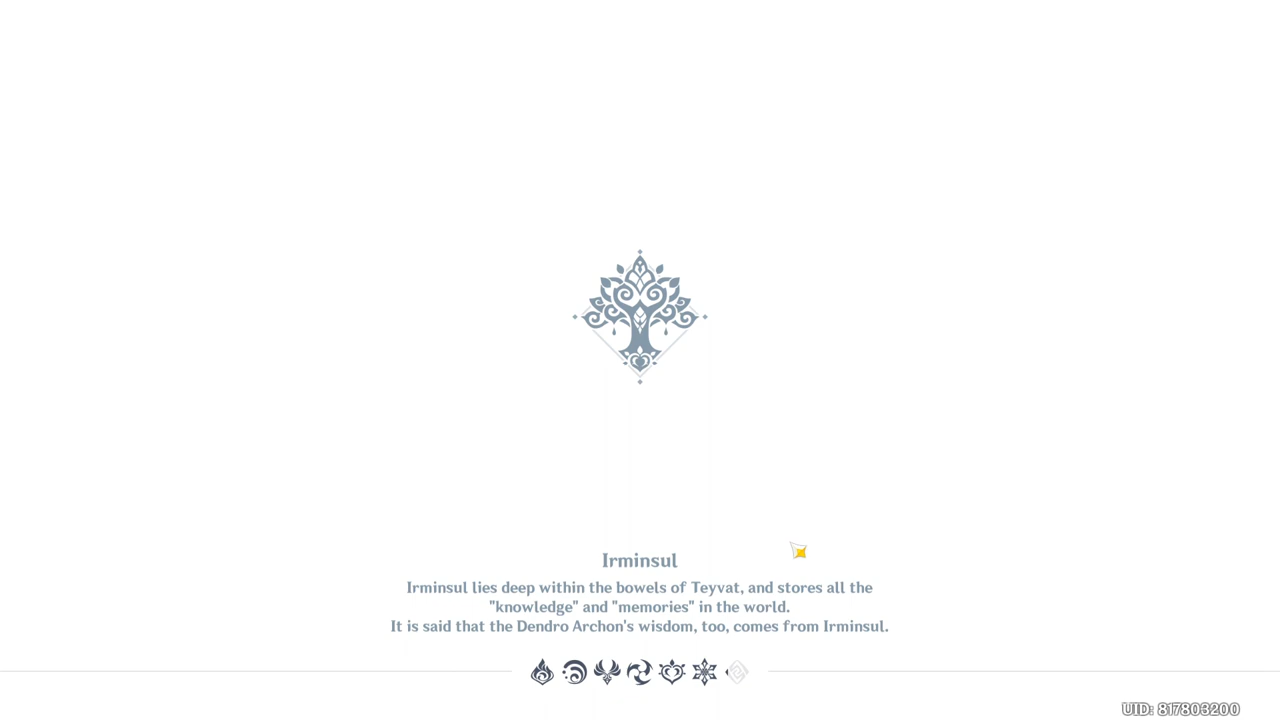 Irminsul
Irminsul lies deep within the bowels of Teyvat, and stores all the
"knowledge" and "memories" in the world.
It is said that the Dendro Archon's wisdom, too, comes from Irminsul.
UID: 817803200